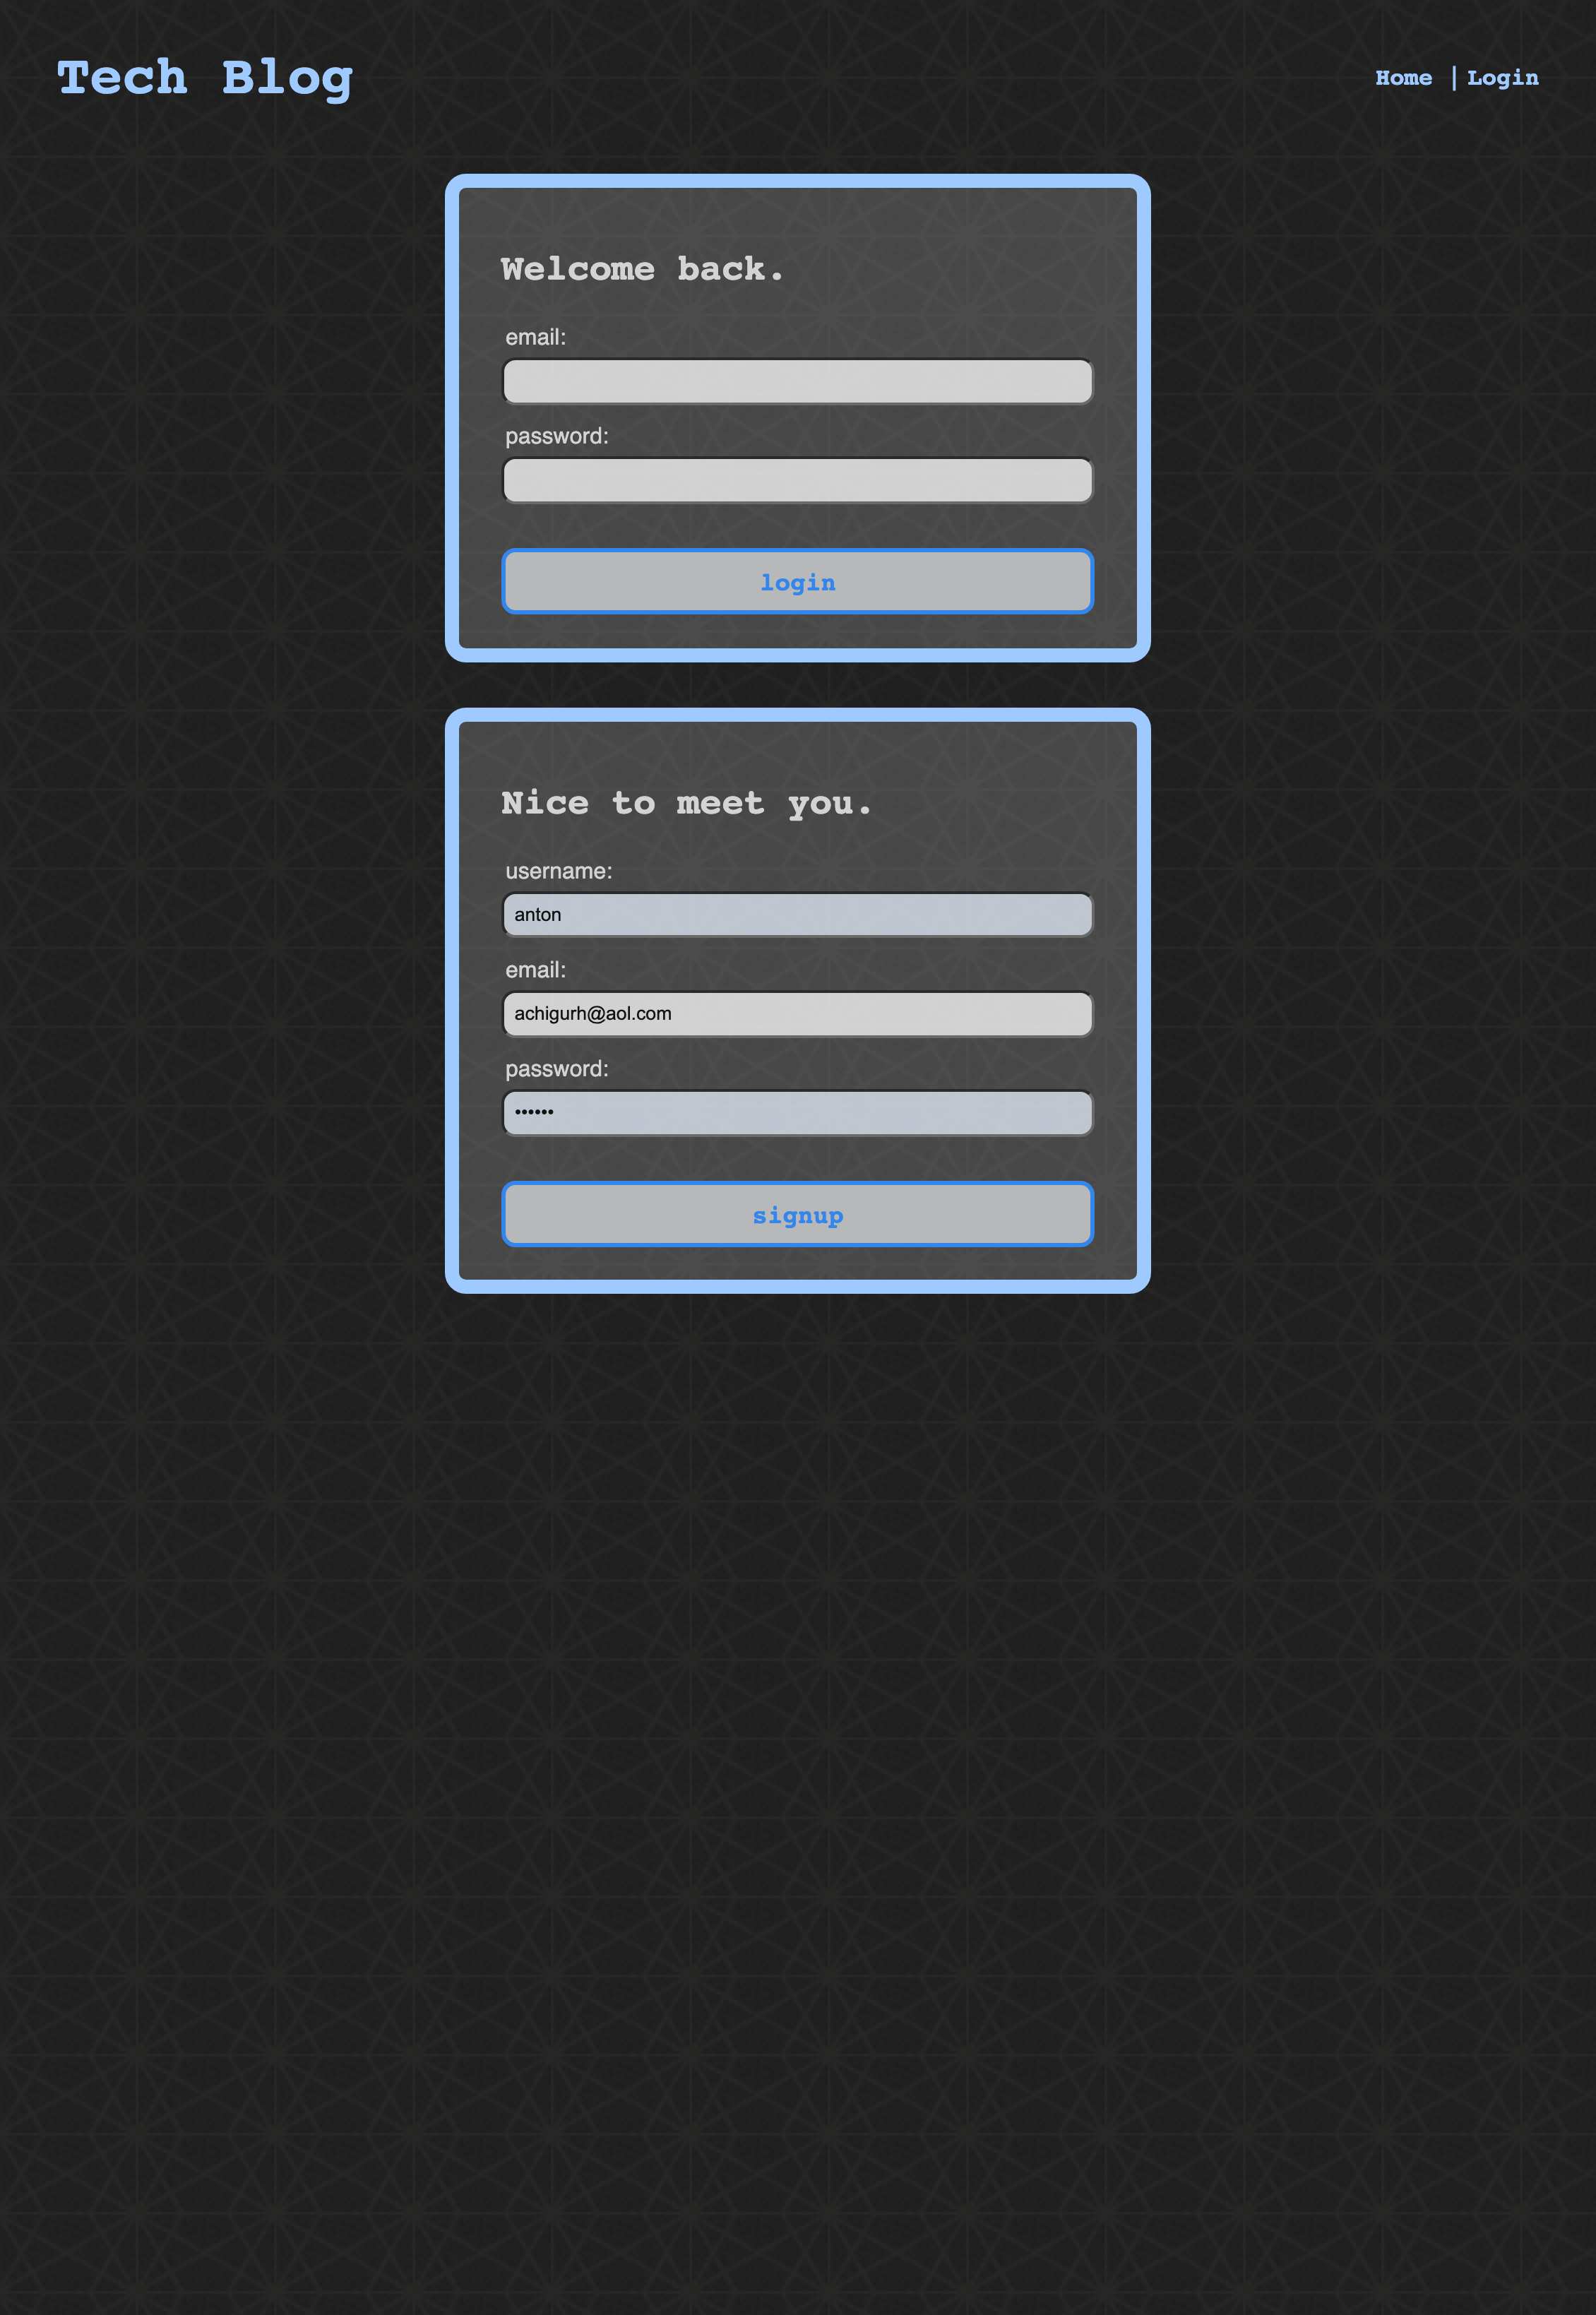 Tech Blog
Home | Login
Welcome back.
email:
password:
login
Nice to meet you.
username:
anton
email:
achigurh@aol.com
password:
••••••
signup